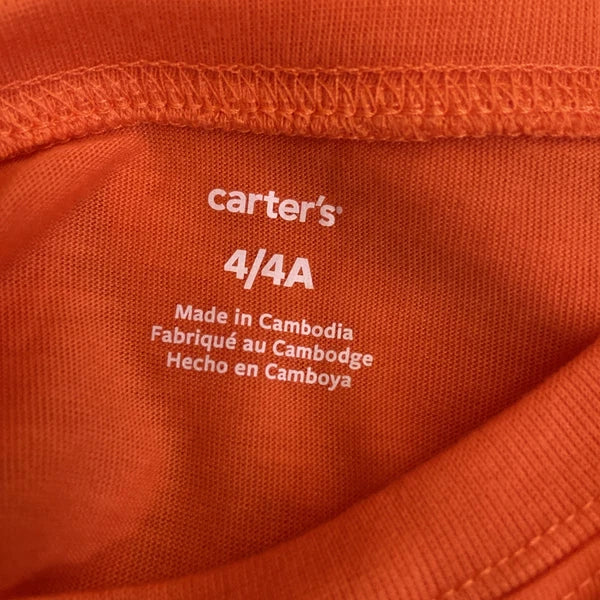 carter's
4/4A
Made in Cambodia
Fabriqué au Cambodge
Hecho en Camboya